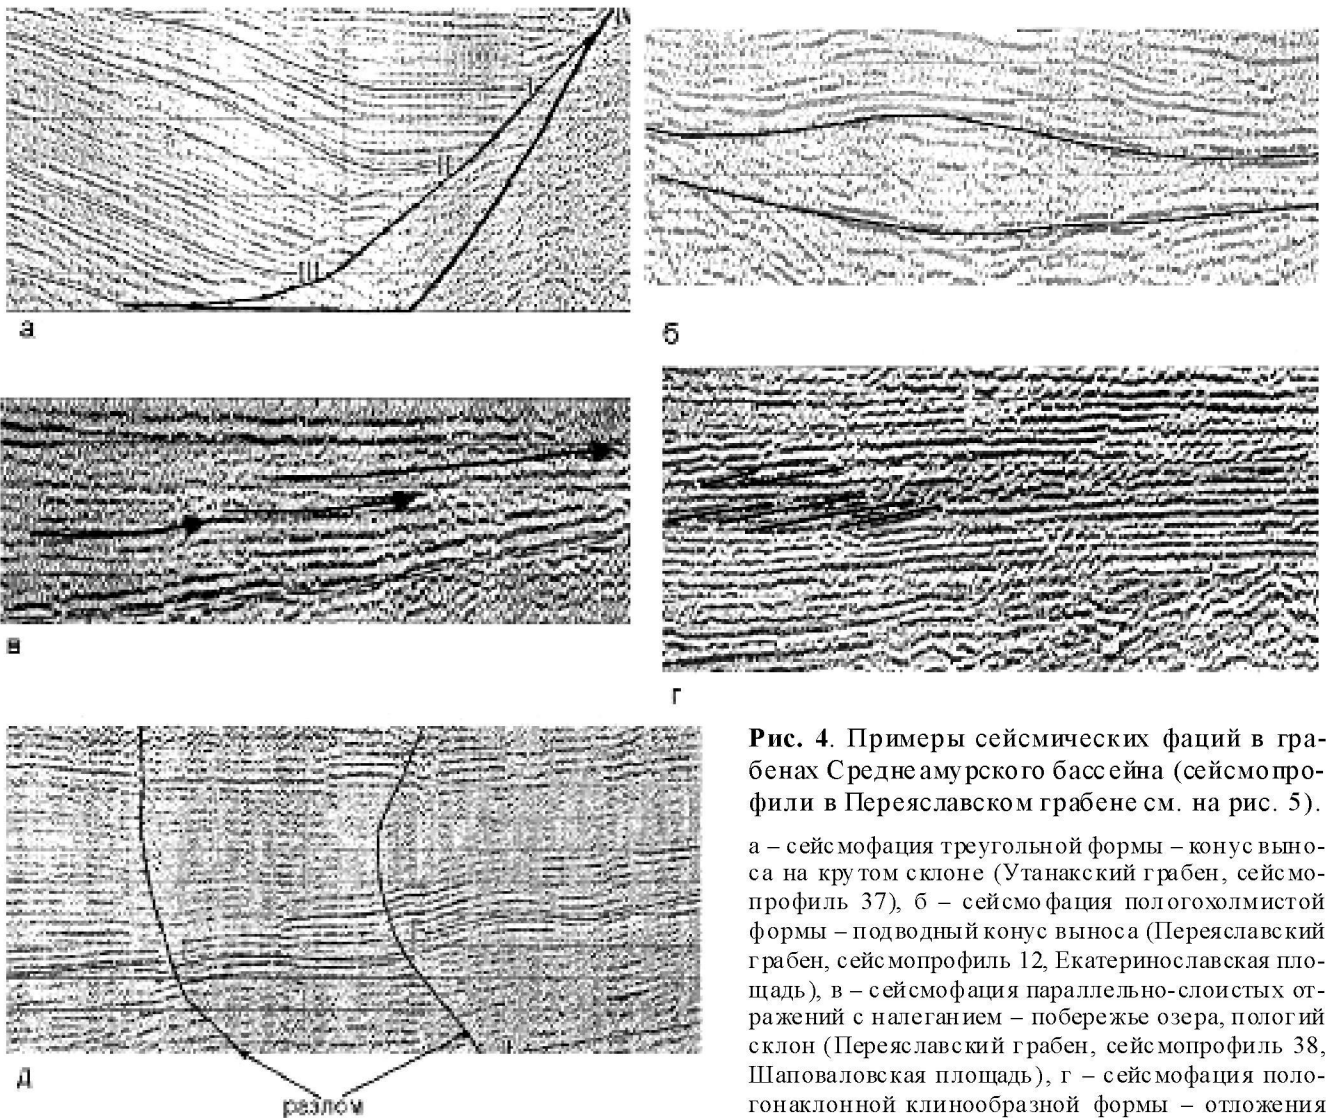 I
II
III
а
б
в
г
д
разлом
Рис. 4. Примеры сейсмических фаций в гра-
бенах Среднеамурского бассейна (сейсмопро-
фили в Переяславском грабене см. на рис. 5).
а – сейсмофация треугольной формы – конус выно-
са на крутом склоне (Утанакский грабен, сейсмо-
профиль 37), б – сейсмофация пологохолмистой
формы – подводный конус выноса (Переяславский
грабен, сейсмопрофиль 12, Екатеринославская пло-
щадь), в – сейсмофация параллельно-слоистых от-
ражений с налеганием – побережье озера, пологий
склон (Переяславский грабен, сейсмопрофиль 38,
Шаповаловская площадь), г – сейсмофация поло-
гонаклонной клинообразной формы – отложения